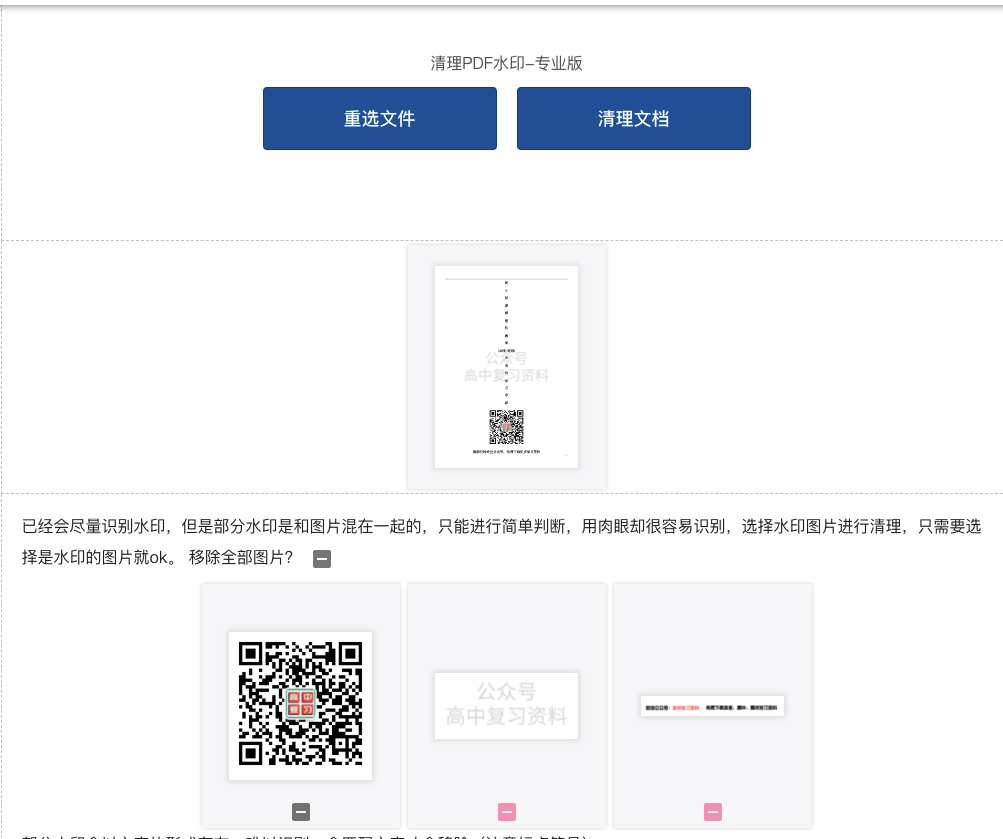 清理PDF水印-专业版
重选文件
清理文档
公众号
高中复习资料
已经会尽量识别水印，但是部分水印是和图片混在一起的，只能进行简单判断，用肉眼却很容易识别，选择水印图片进行清理，只需要选
择是水印的图片就ok。 移除全部图片？
高中
复习
公众号
高中复习资料